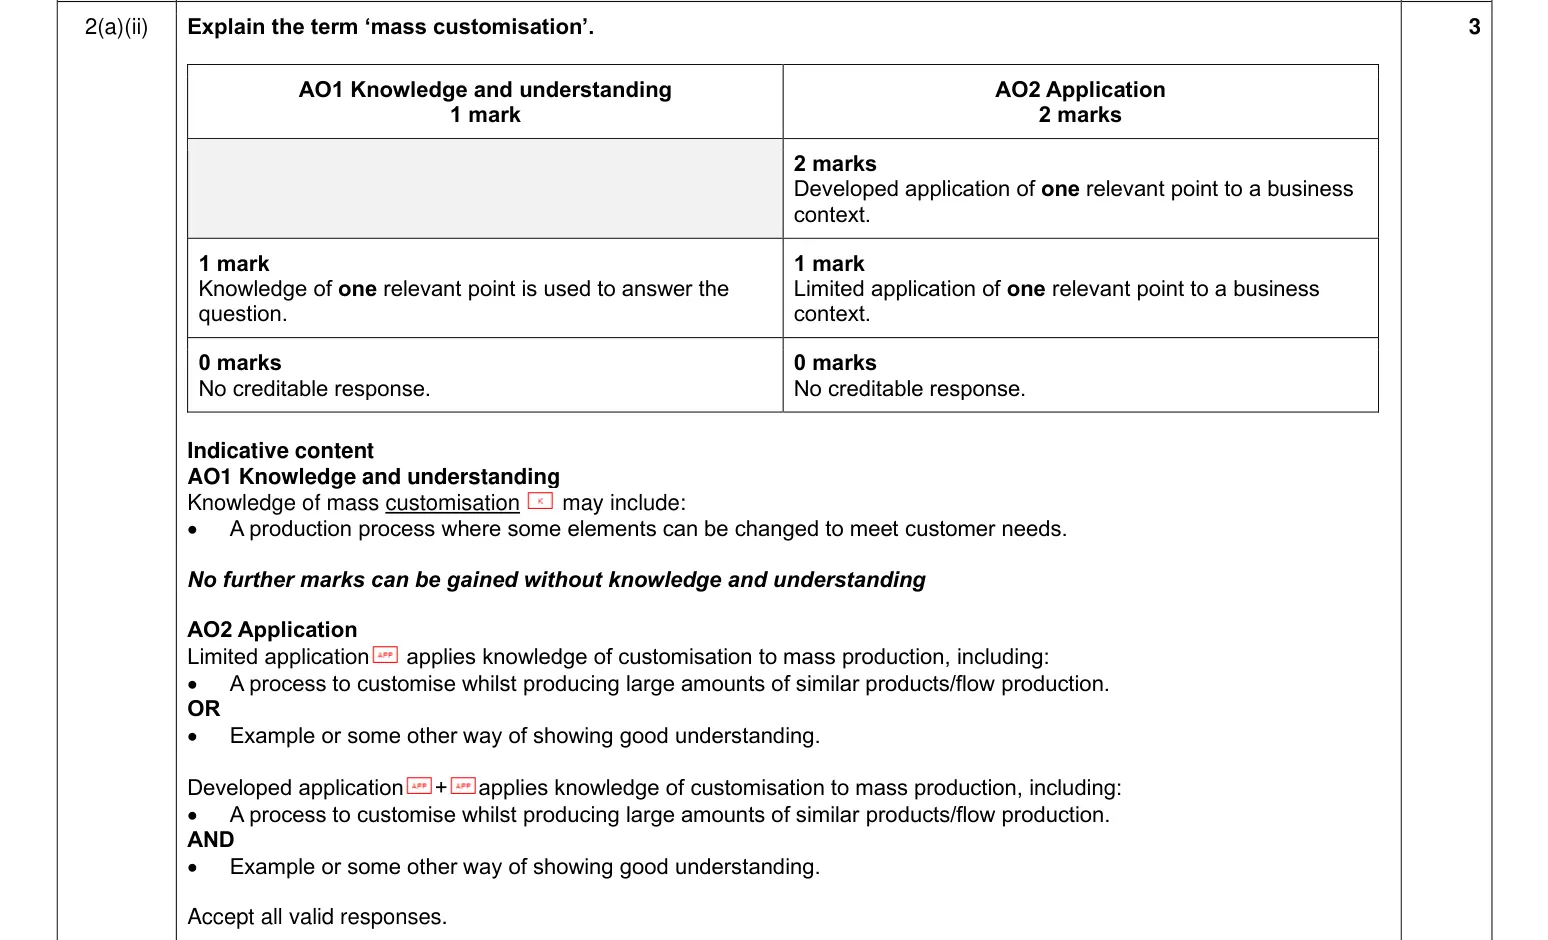 2(a)(ii) Explain the term ‘mass customisation’. 3
AO1 Knowledge and understanding
1 mark
AO2 Application
2 marks
2 marks
Developed application of one relevant point to a business
context.
1 mark
Knowledge of one relevant point is used to answer the
question.
1 mark
Limited application of one relevant point to a business
context.
0 marks
No creditable response.
0 marks
No creditable response.
Indicative content
AO1 Knowledge and understanding
Knowledge of mass customisation K may include:
• A production process where some elements can be changed to meet customer needs.
No further marks can be gained without knowledge and understanding
AO2 Application
Limited application APP applies knowledge of customisation to mass production, including:
• A process to customise whilst producing large amounts of similar products/flow production.
OR
• Example or some other way of showing good understanding.
Developed application APP + APP applies knowledge of customisation to mass production, including:
• A process to customise whilst producing large amounts of similar products/flow production.
AND
• Example or some other way of showing good understanding.
Accept all valid responses.